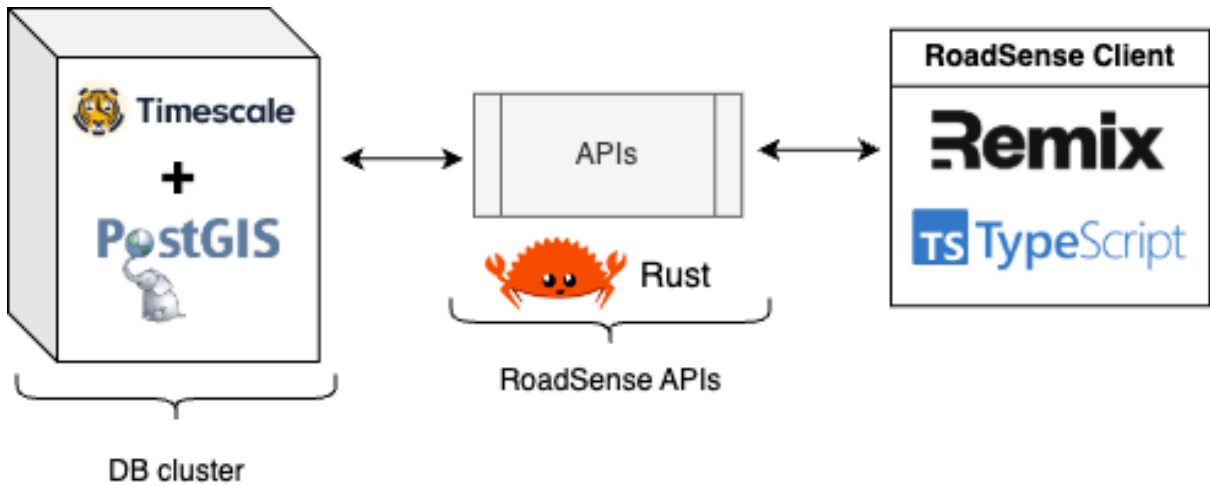 Timescale
+
PostGIS
DB cluster
APIs
Rust
RoadSense APIs
RoadSense Client
Remix
TS TypeScript